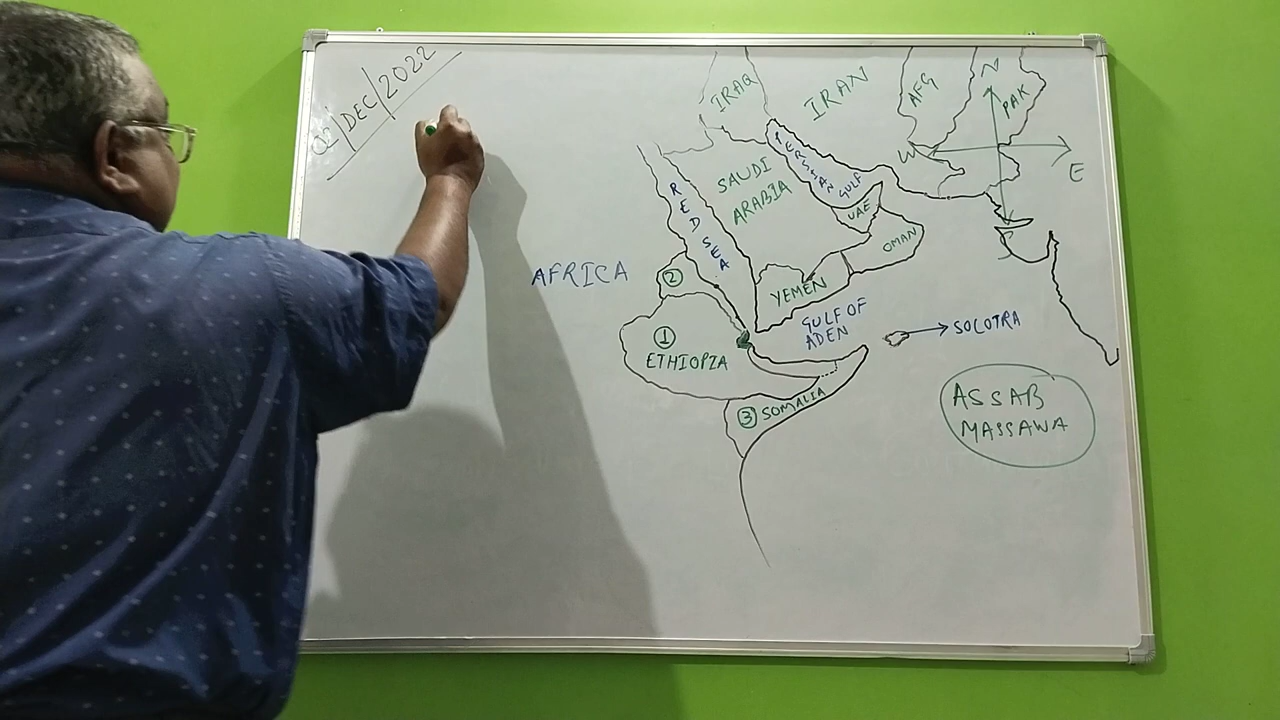 02/DEC/2022
IRAQ
IRAN
AFG
N
PAK
W
E
S
PERSIAN GULF
SAUDI
ARABIA
RED SEA
UAE
OMAN
AFRICA
②
YEMEN
GULF OF
ADEN
SOCOTRA
①
ETHIOPIA
③ SOMALIA
ASSAB
MASSAWA